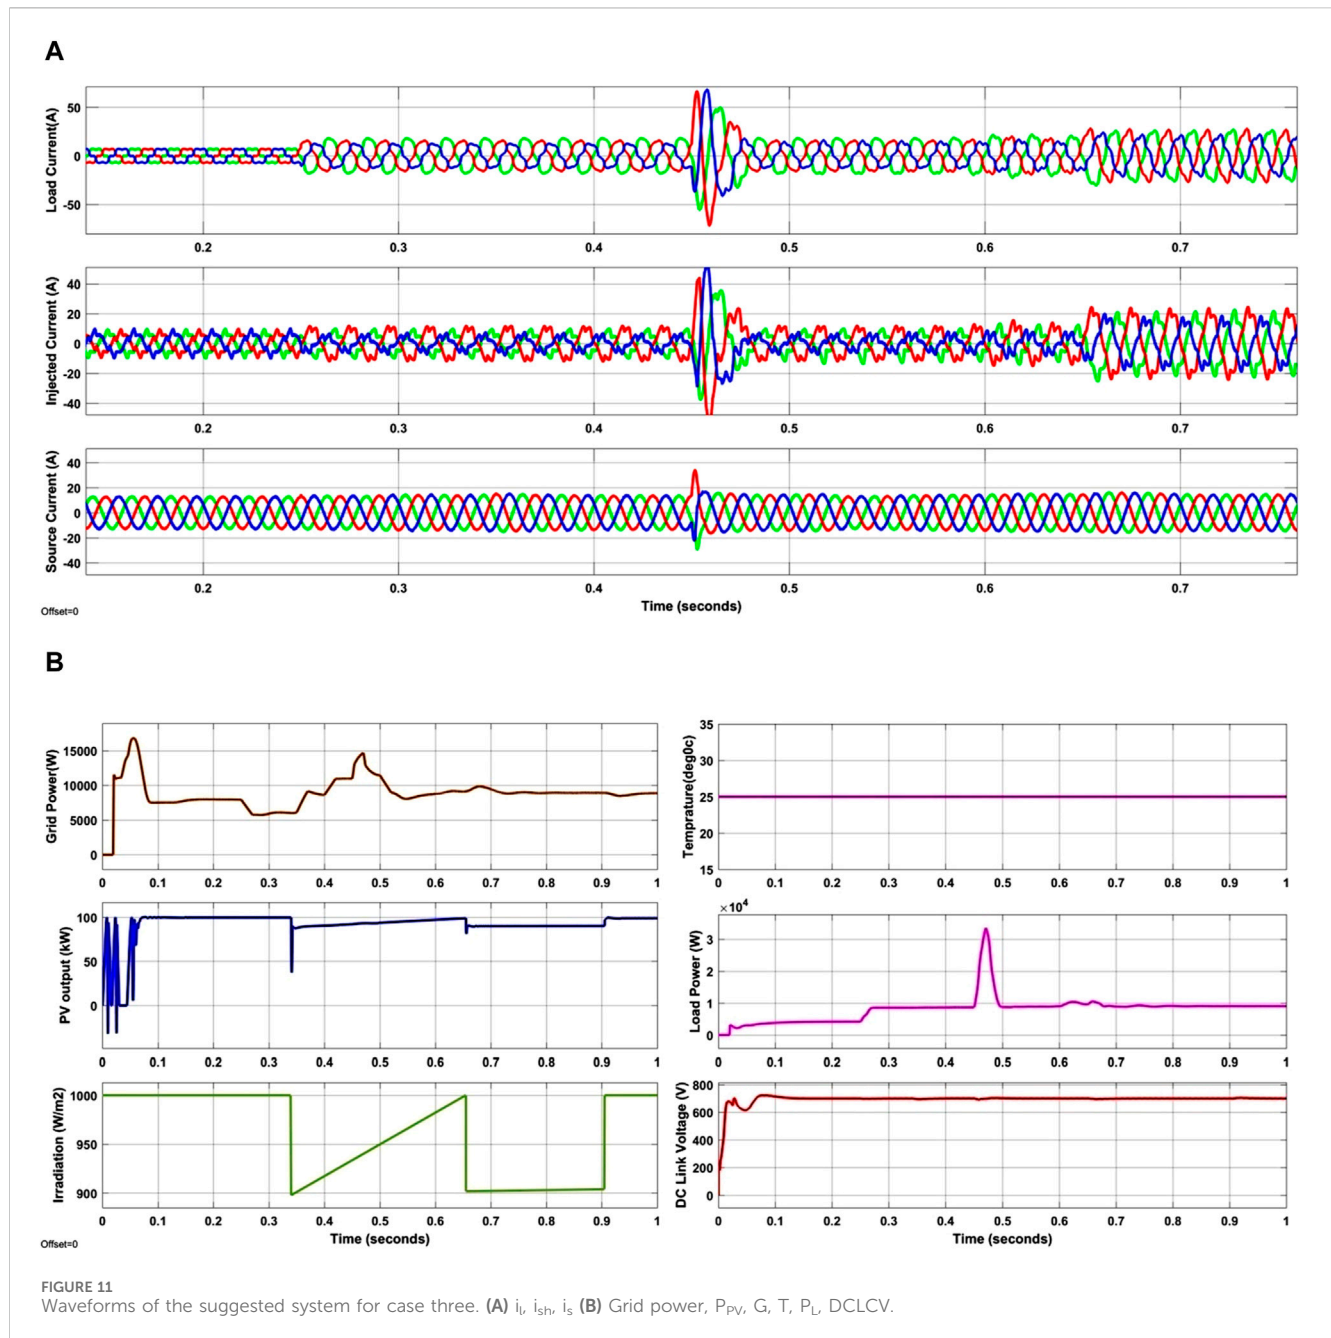 A
Load Current(A)
50
0
-50
0.2 0.3 0.4 0.5 0.6 0.7
Injected Current (A)
40
20
0
-20
-40
0.2 0.3 0.4 0.5 0.6 0.7
Source Current (A)
40
20
0
-20
-40
0.2 0.3 0.4 0.5 0.6 0.7
Time (seconds)
Offset=0
B
Grid Power(W)
15000
10000
5000
0
0 0.1 0.2 0.3 0.4 0.5 0.6 0.7 0.8 0.9 1
PV output (kW)
100
50
0
0 0.1 0.2 0.3 0.4 0.5 0.6 0.7 0.8 0.9 1
Irradiation (W/m2)
1000
950
900
0 0.1 0.2 0.3 0.4 0.5 0.6 0.7 0.8 0.9 1
Time (seconds)
Offset=0
Temprature(deg0c)
35
30
25
20
15
0 0.1 0.2 0.3 0.4 0.5 0.6 0.7 0.8 0.9 1
×10⁴
Load Power (W)
3
2
1
0
0 0.1 0.2 0.3 0.4 0.5 0.6 0.7 0.8 0.9 1
DC Link Voltage (V)
800
600
400
200
0
0 0.1 0.2 0.3 0.4 0.5 0.6 0.7 0.8 0.9 1
Time (seconds)
FIGURE 11
Waveforms of the suggested system for case three. (A) iₗ, iₛₕ, iₛ (B) Grid power, P_PV, G, T, P_L, DCLCV.